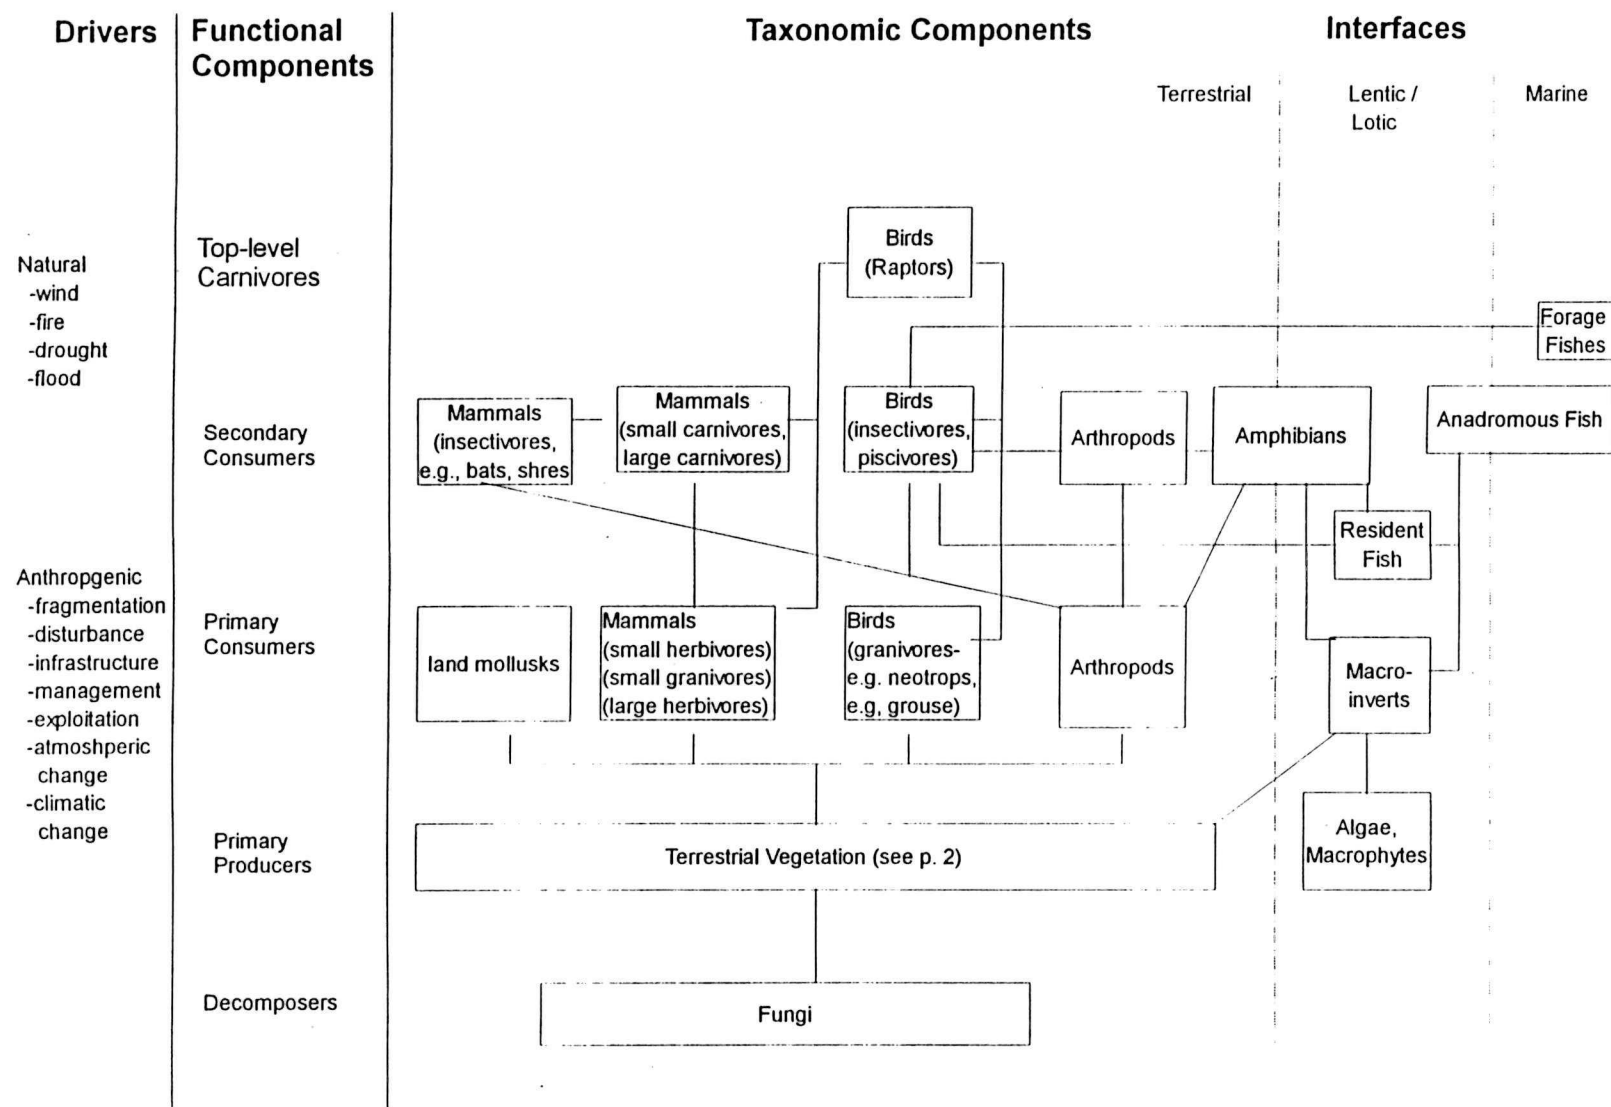 Drivers
Functional
Components
Taxonomic Components
Interfaces
Terrestrial
Lentic /
Lotic
Marine
Natural
-wind
-fire
-drought
-flood
Anthropgenic
-fragmentation
-disturbance
-infrastructure
-management
-exploitation
-atmoshperic
change
-climatic
change
Top-level
Carnivores
Birds
(Raptors)
Forage
Fishes
Secondary
Consumers
Mammals
(insectivores,
e.g., bats, shres
Mammals
(small carnivores,
large carnivores)
Birds
(insectivores,
piscivores)
Arthropods
Amphibians
Anadromous Fish
Resident
Fish
Primary
Consumers
land mollusks
Mammals
(small herbivores)
(small granivores)
(large herbivores)
Birds
(granivores-
e.g. neotrops,
e.g, grouse)
Arthropods
Macro-
inverts
Primary
Producers
Terrestrial Vegetation (see p. 2)
Algae,
Macrophytes
Decomposers
Fungi